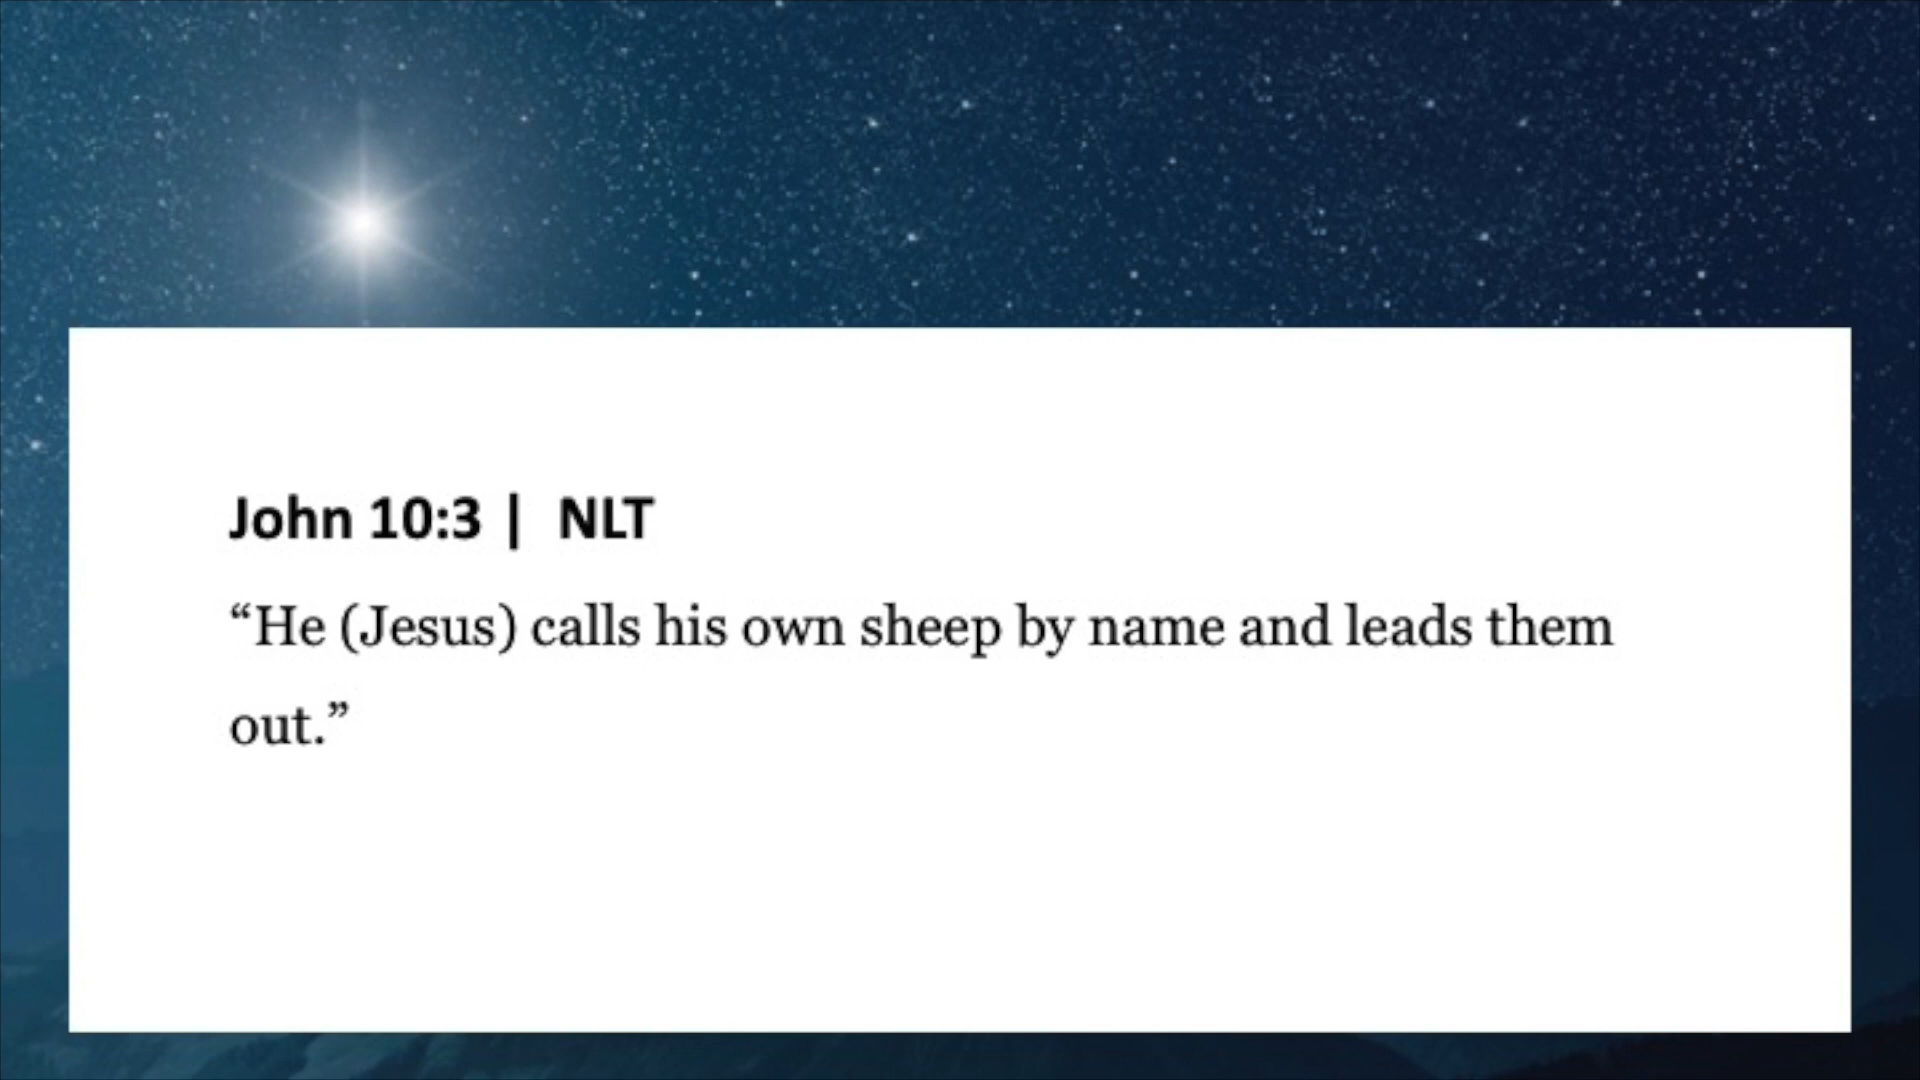 John 10:3 |  NLT
“He (Jesus) calls his own sheep by name and leads them
out.”